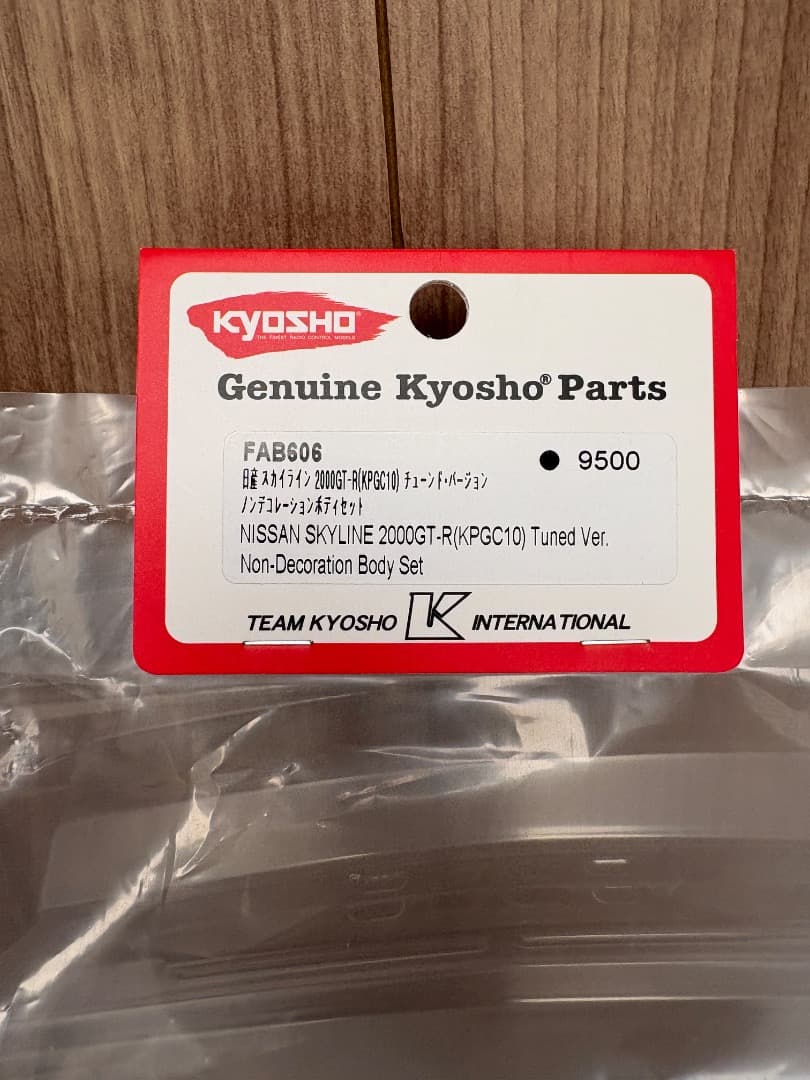 KYOSHO
THE FINEST RADIO CONTROL MODELS
Genuine Kyosho® Parts
FAB606
● 9500
日産 スカイライン 2000GT-R(KPGC10) チューンド・バージョン
ノンデコレーションボディセット
NISSAN SKYLINE 2000GT-R(KPGC10) Tuned Ver.
Non-Decoration Body Set
TEAM KYOSHO K INTERNATIONAL